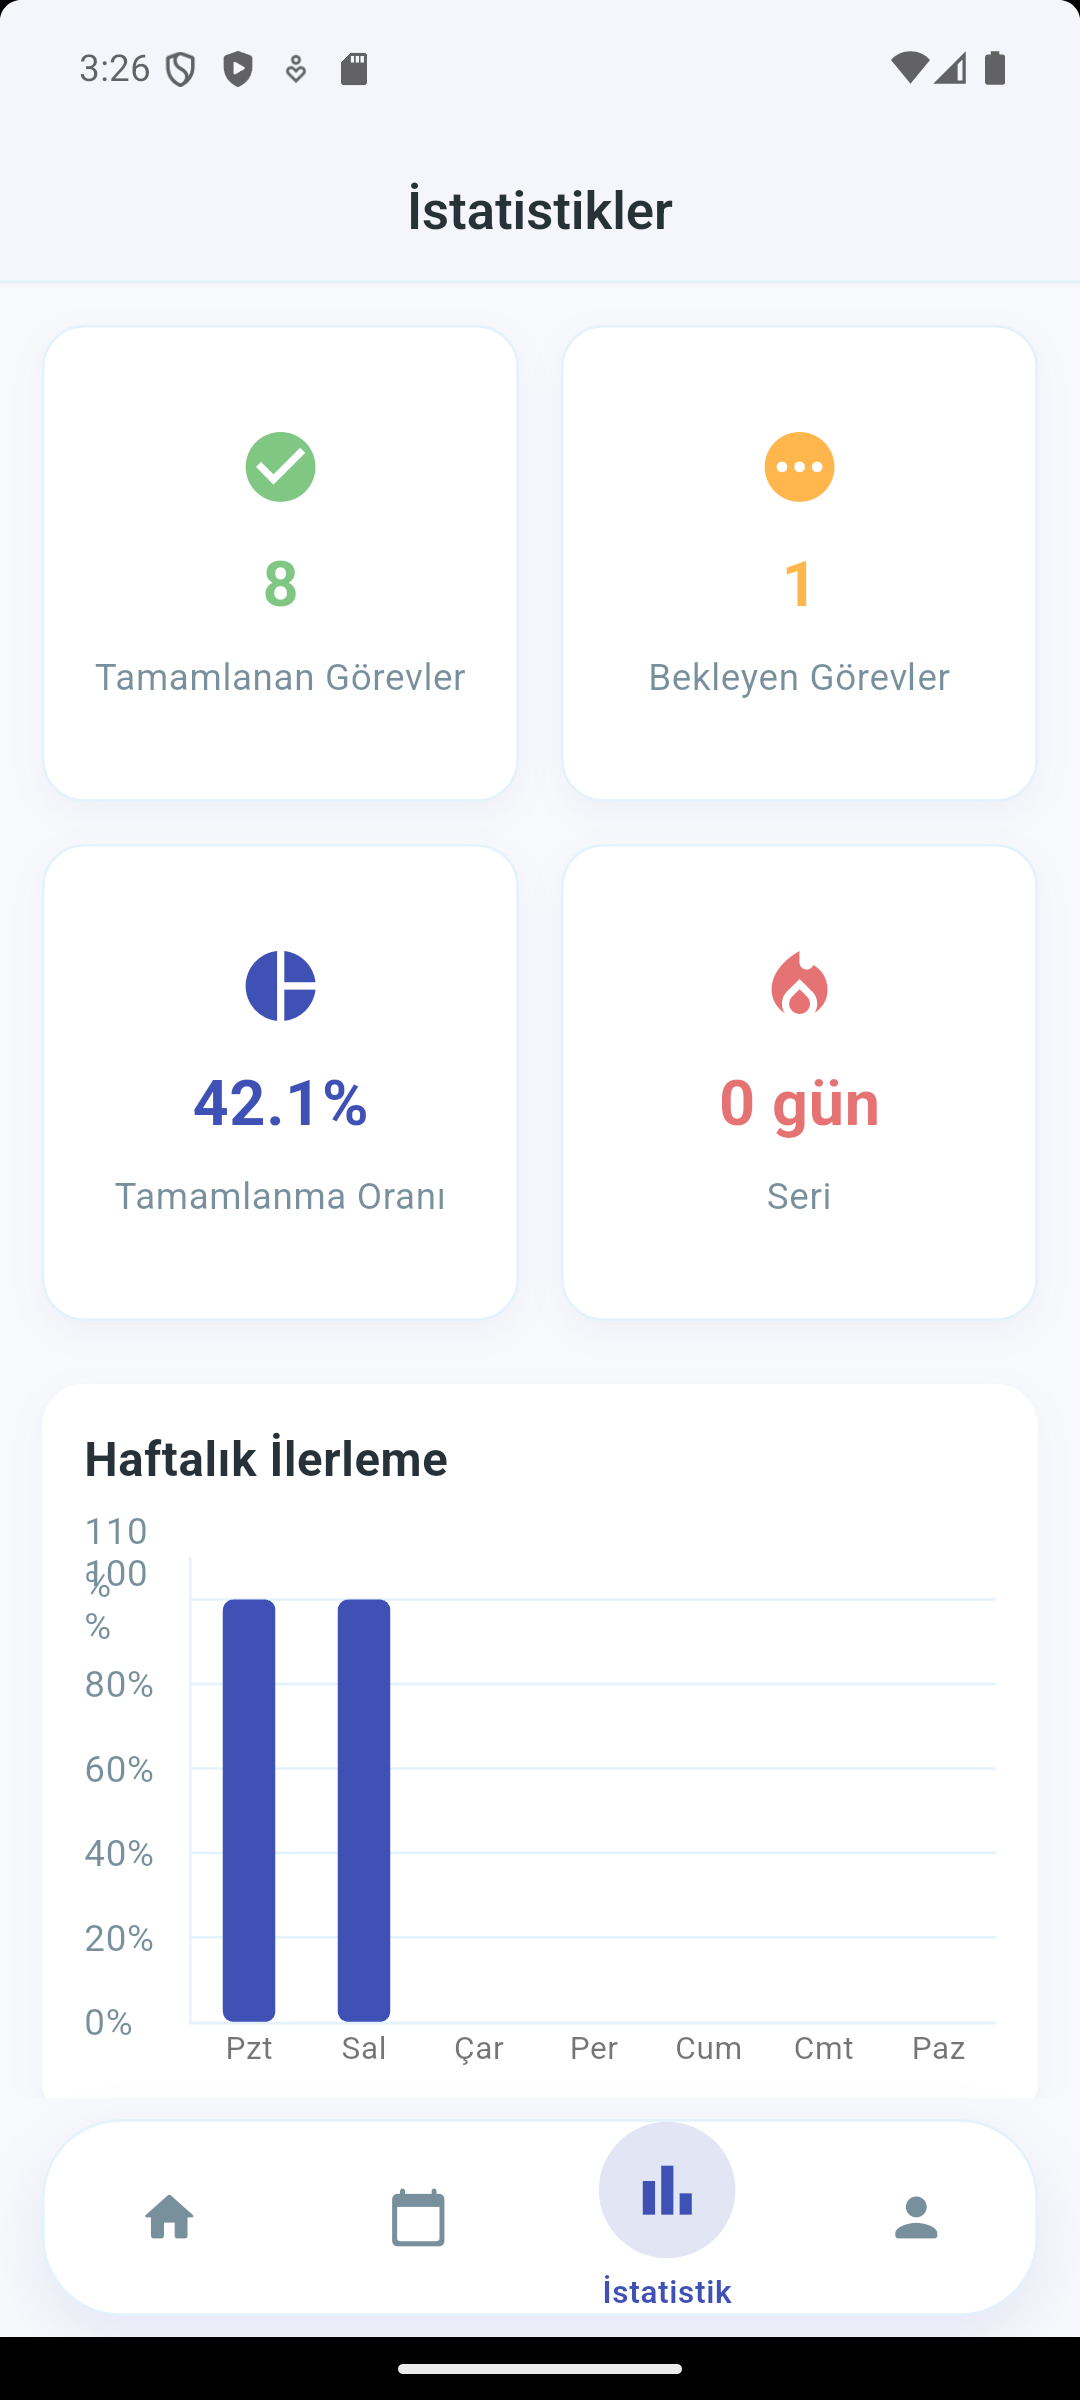 3:26
İstatistikler
8
Tamamlanan Görevler
1
Bekleyen Görevler
42.1%
Tamamlanma Oranı
0 gün
Seri
Haftalık İlerleme
110
%
100
%
80%
60%
40%
20%
0%
Pzt Sal Çar Per Cum Cmt Paz
İstatistik